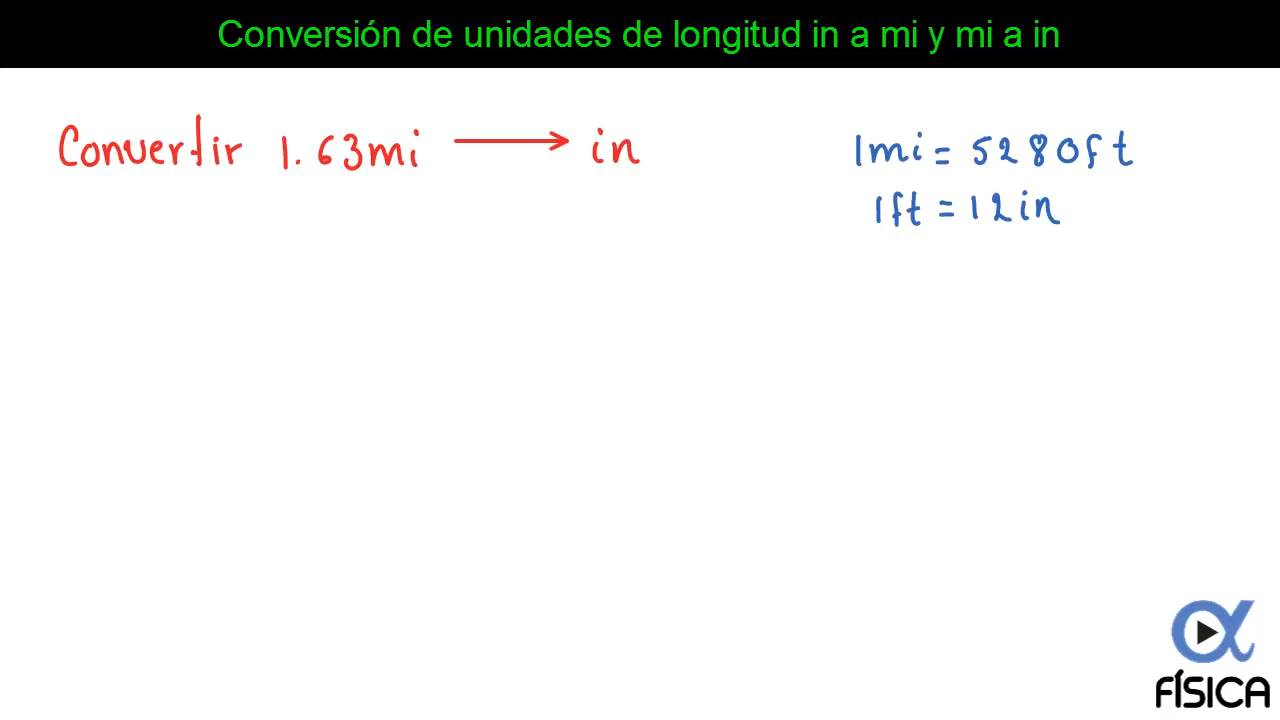 Conversión de unidades de longitud in a mi y mi a in
Convertir 1.63mi → in
1mi = 5280ft
1ft = 12in
FÍSICA